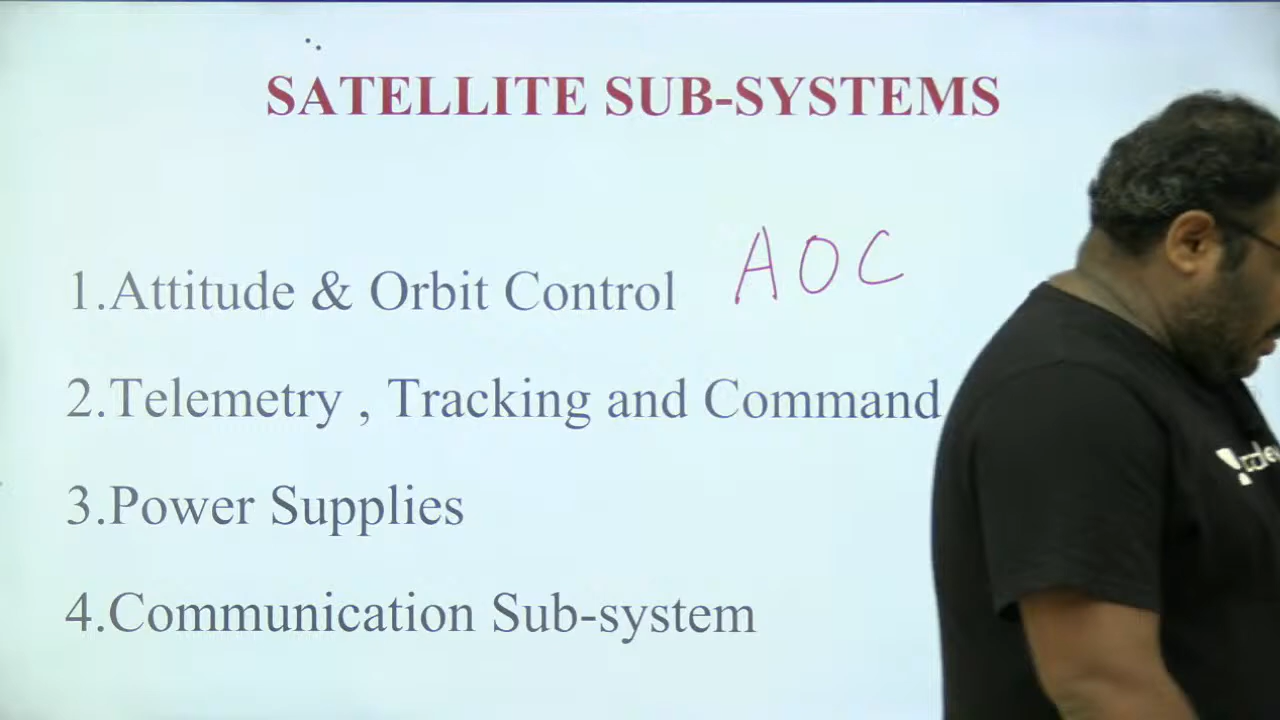 SATELLITE SUB-SYSTEMS
1.Attitude & Orbit Control AOC
2.Telemetry , Tracking and Command
3.Power Supplies
4.Communication Sub-system